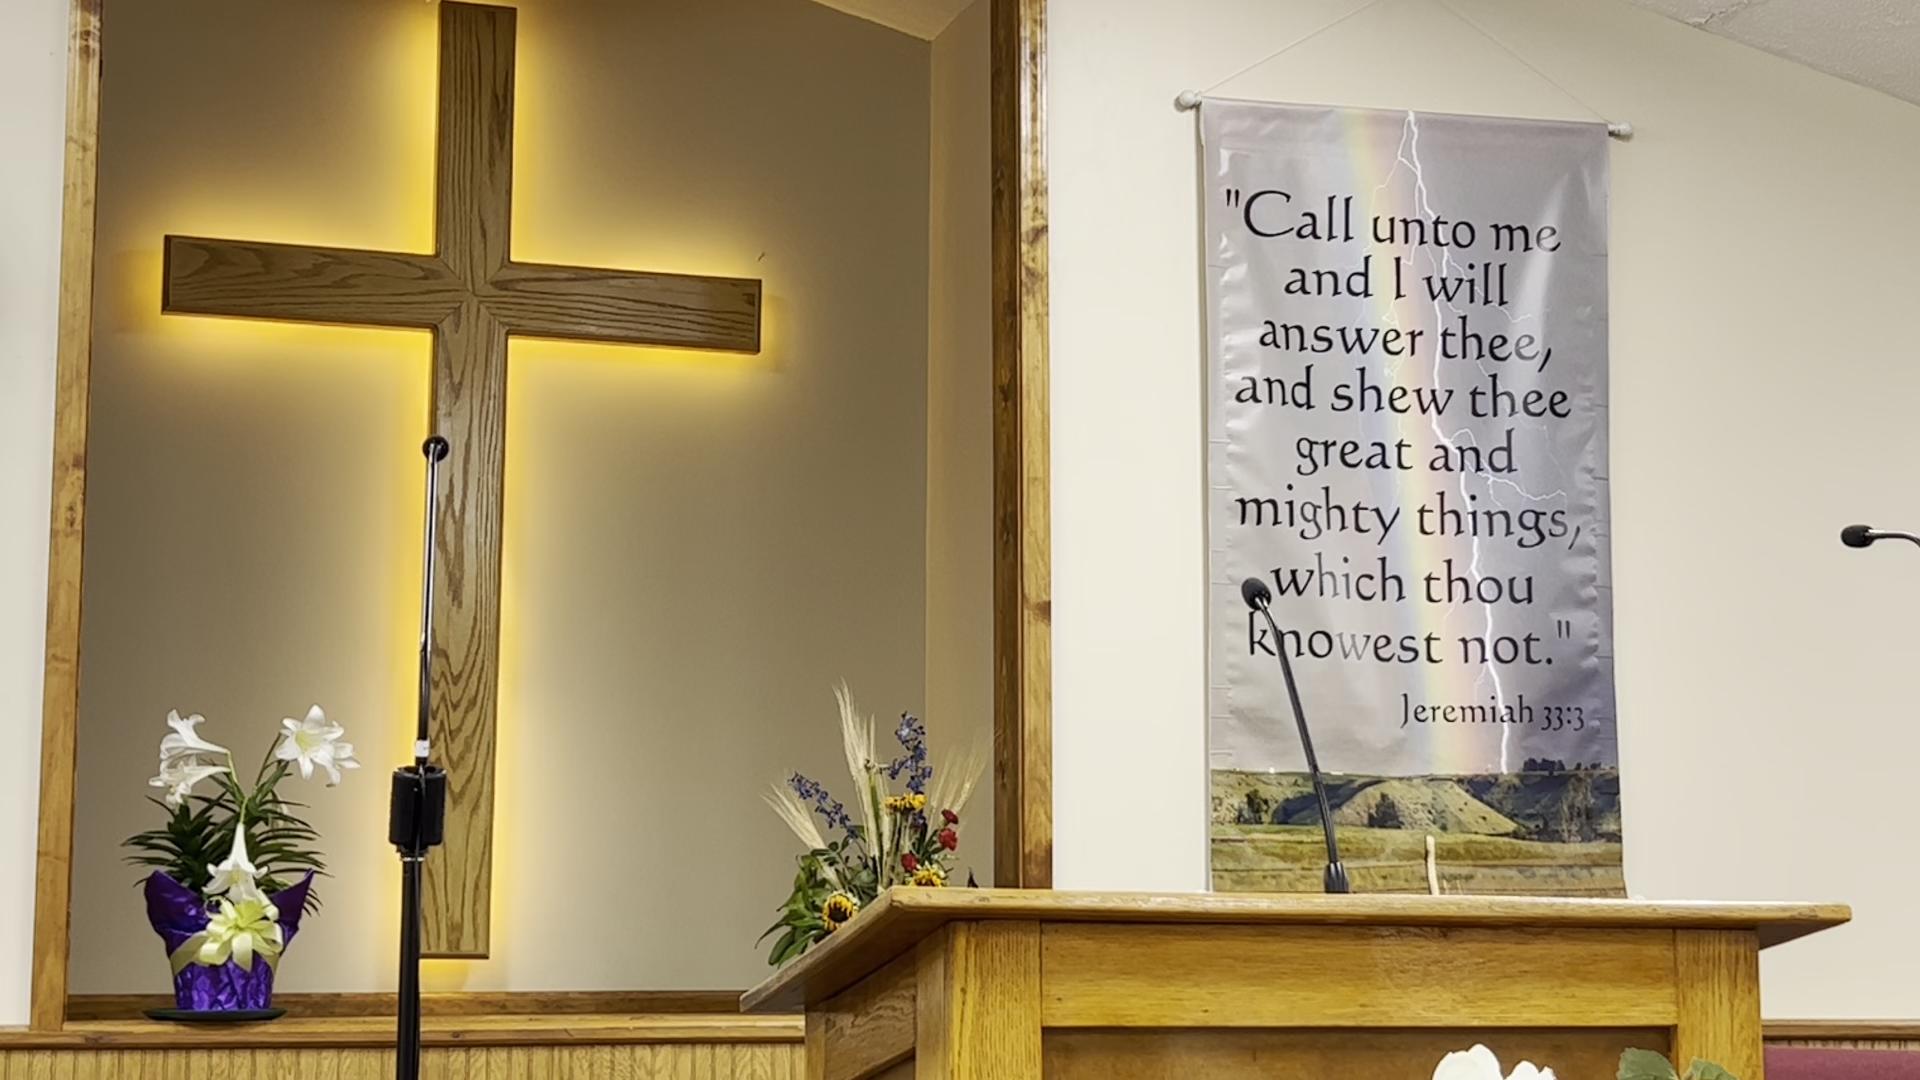 "Call unto me
and I will
answer thee,
and shew thee
great and
mighty things,
which thou
knowest not."
Jeremiah 33:3